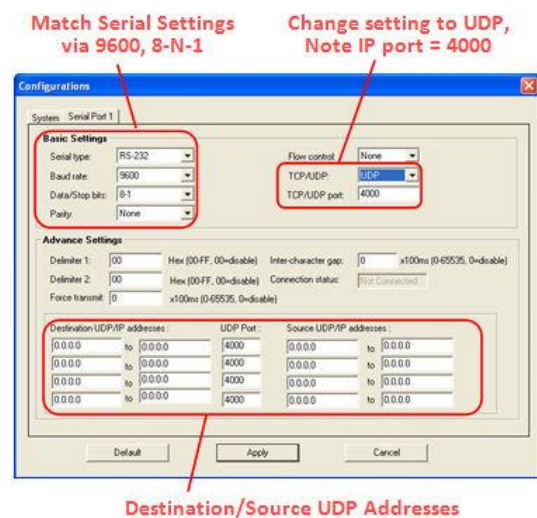 Match Serial Settings
via 9600, 8-N-1
Change setting to UDP,
Note IP port = 4000
Configurations
System Serial Port 1
Basic Settings
Serial type: RS-232 Flow control: None
Baud rate: 9600 TCP/UDP: UDP
Data/Stop bits: 8-1 TCP/UDP port: 4000
Parity: None
Advance Settings
Delimiter 1: 00 Hex (00-FF, 00=disable) Inter-character gap: 0 x100ms (0-65535, 0=disable)
Delimiter 2: 00 Hex (00-FF, 00=disable) Connection status: Not Connected
Force transmit: 0 x100ms (0-65535, 0=disable)
Destination UDP/IP addresses : UDP Port : Source UDP/IP addresses :
0.0.0.0 to 0.0.0.0 4000 0.0.0.0 to 0.0.0.0
0.0.0.0 to 0.0.0.0 4000 0.0.0.0 to 0.0.0.0
0.0.0.0 to 0.0.0.0 4000 0.0.0.0 to 0.0.0.0
0.0.0.0 to 0.0.0.0 4000 0.0.0.0 to 0.0.0.0
Default Apply Cancel
Destination/Source UDP Addresses